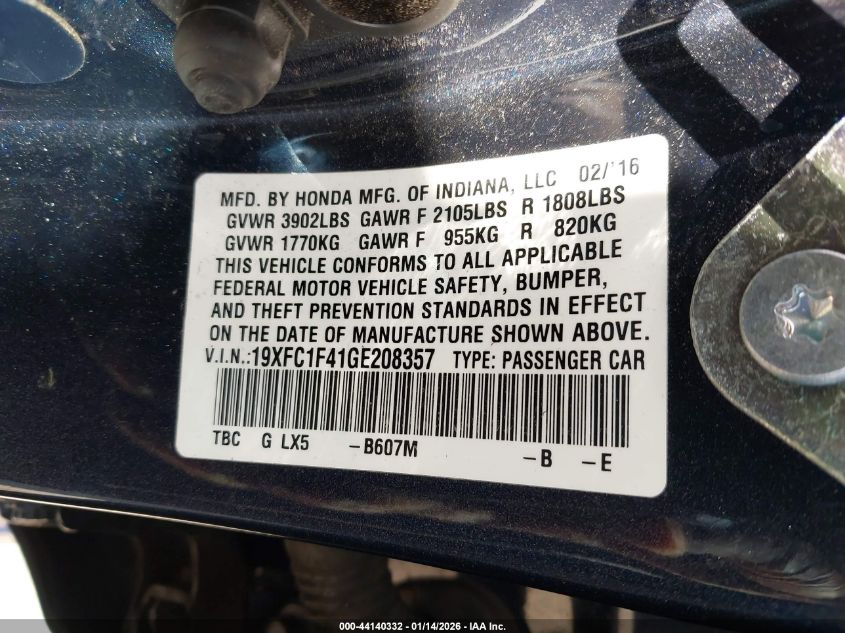 MFD. BY HONDA MFG. OF INDIANA, LLC 02/'16
GVWR 3902LBS GAWR F 2105LBS R 1808LBS
GVWR 1770KG GAWR F 955KG R 820KG
THIS VEHICLE CONFORMS TO ALL APPLICABLE
FEDERAL MOTOR VEHICLE SAFETY, BUMPER,
AND THEFT PREVENTION STANDARDS IN EFFECT
ON THE DATE OF MANUFACTURE SHOWN ABOVE.
V.I.N.:19XFC1F41GE208357 TYPE: PASSENGER CAR
TBC G LX5 -B607M -B -E
000-44140332 - 01/14/2026 - IAA Inc.